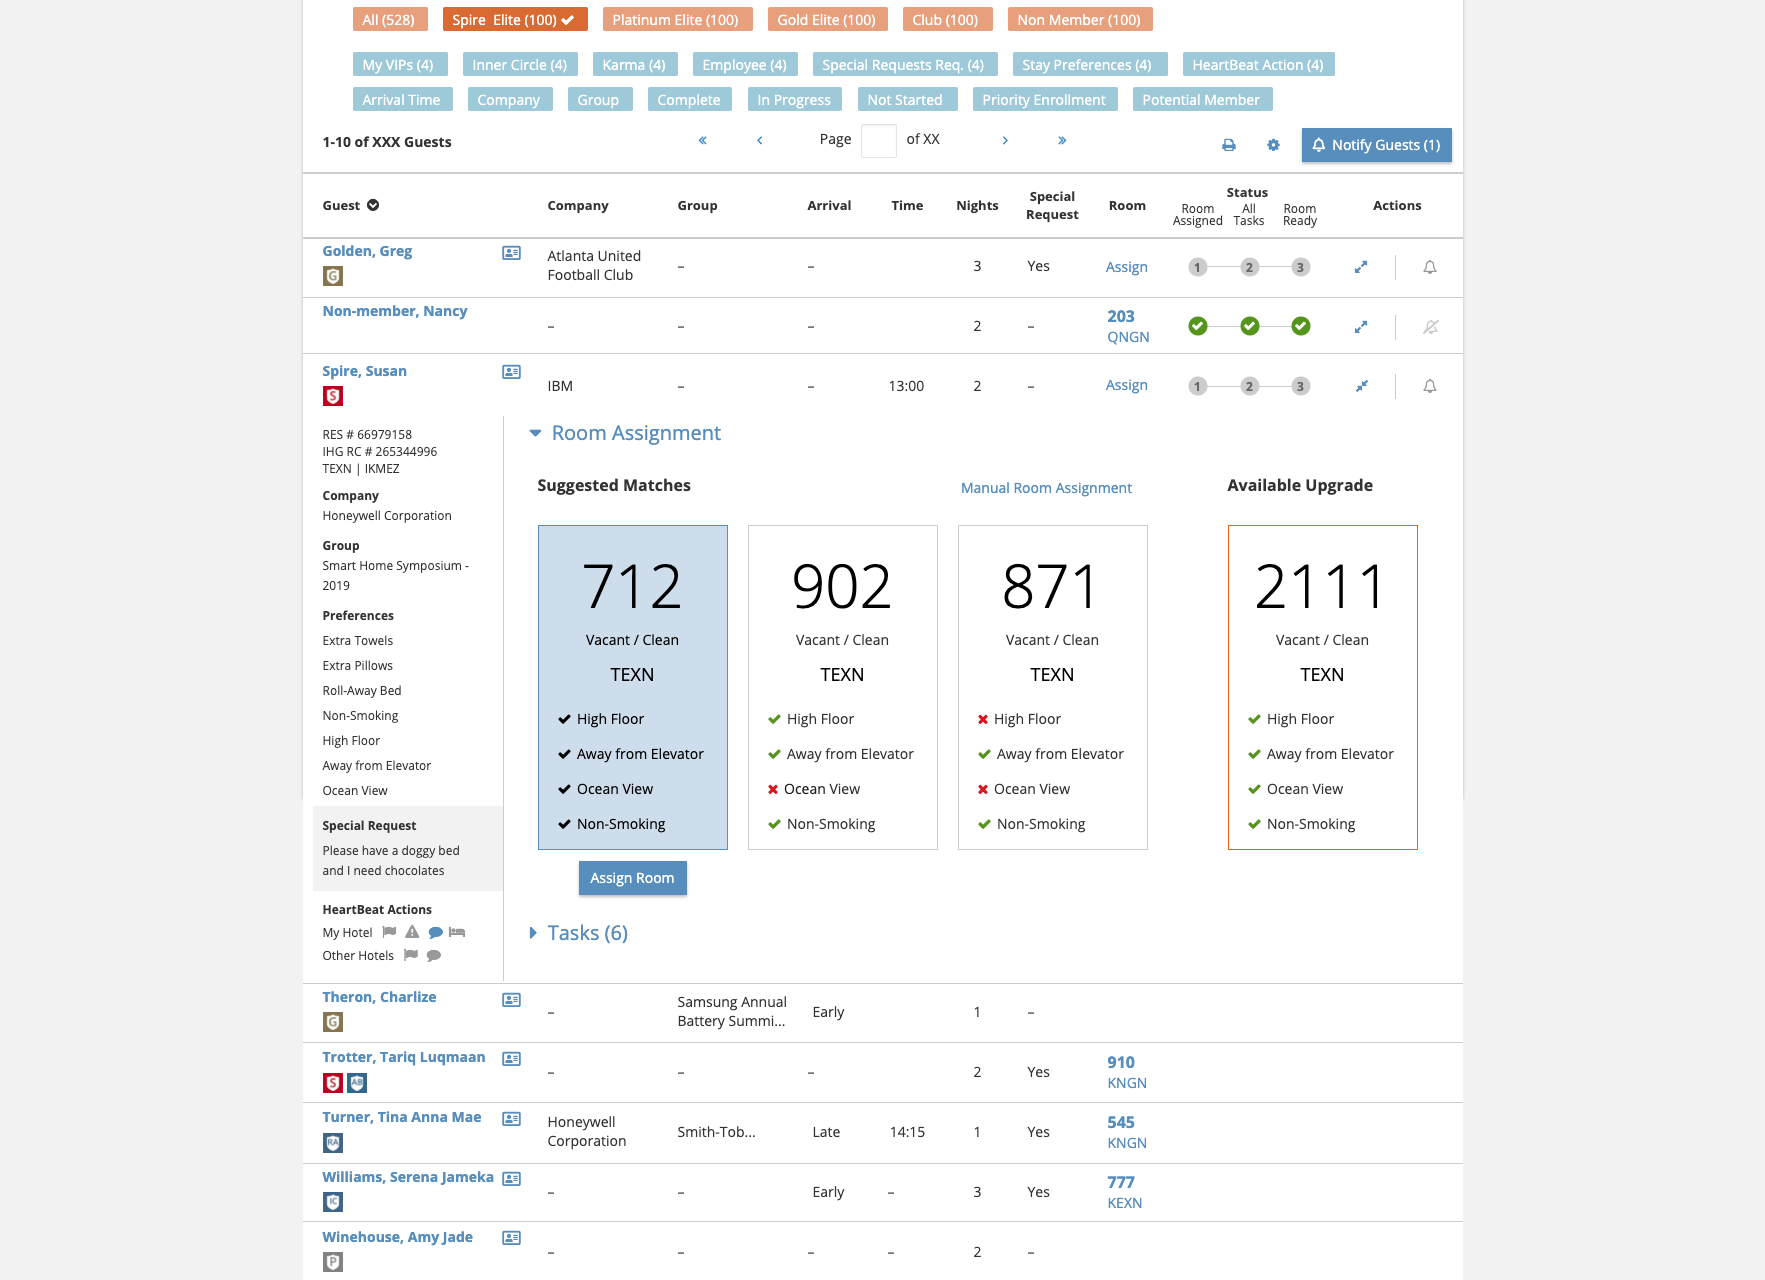 All (528) Spire Elite (100) Platinum Elite (100) Gold Elite (100) Club (100) Non Member (100)
My VIPs (4) Inner Circle (4) Karma (4) Employee (4) Special Requests Req. (4) Stay Preferences (4) HeartBeat Action (4)
Arrival Time Company Group Complete In Progress Not Started Priority Enrollment Potential Member
1-10 of XXX Guests « ‹ Page of XX › » Notify Guests (1)
Guest Company Group Arrival Time Nights Special Request Room Status Room Assigned All Tasks Room Ready Actions
Golden, Greg
G
Atlanta United
Football Club
– – 3 Yes Assign 1 2 3
Non-member, Nancy
– – – 2 – 203
QNGN
Spire, Susan
S
IBM – – 13:00 2 – Assign 1 2 3
RES # 66979158
IHG RC # 265344996
TEXN | IKMEZ
Company
Honeywell Corporation
Group
Smart Home Symposium -
2019
Preferences
Extra Towels
Extra Pillows
Roll-Away Bed
Non-Smoking
High Floor
Away from Elevator
Ocean View
Special Request
Please have a doggy bed
and I need chocolates
HeartBeat Actions
My Hotel
Other Hotels
Room Assignment
Suggested Matches Manual Room Assignment Available Upgrade
712
Vacant / Clean
TEXN
High Floor
Away from Elevator
Ocean View
Non-Smoking
Assign Room
902
Vacant / Clean
TEXN
High Floor
Away from Elevator
Ocean View
Non-Smoking
871
Vacant / Clean
TEXN
High Floor
Away from Elevator
Ocean View
Non-Smoking
2111
Vacant / Clean
TEXN
High Floor
Away from Elevator
Ocean View
Non-Smoking
Tasks (6)
Theron, Charlize
G
– Samsung Annual
Battery Summi...
Early 1 –
Trotter, Tariq Luqmaan
S AB
– – – 2 Yes 910
KNGN
Turner, Tina Anna Mae
RA
Honeywell
Corporation
Smith-Tob... Late 14:15 1 Yes 545
KNGN
Williams, Serena Jameka
IC
– – Early – 3 Yes 777
KEXN
Winehouse, Amy Jade
P
– – – – 2 –